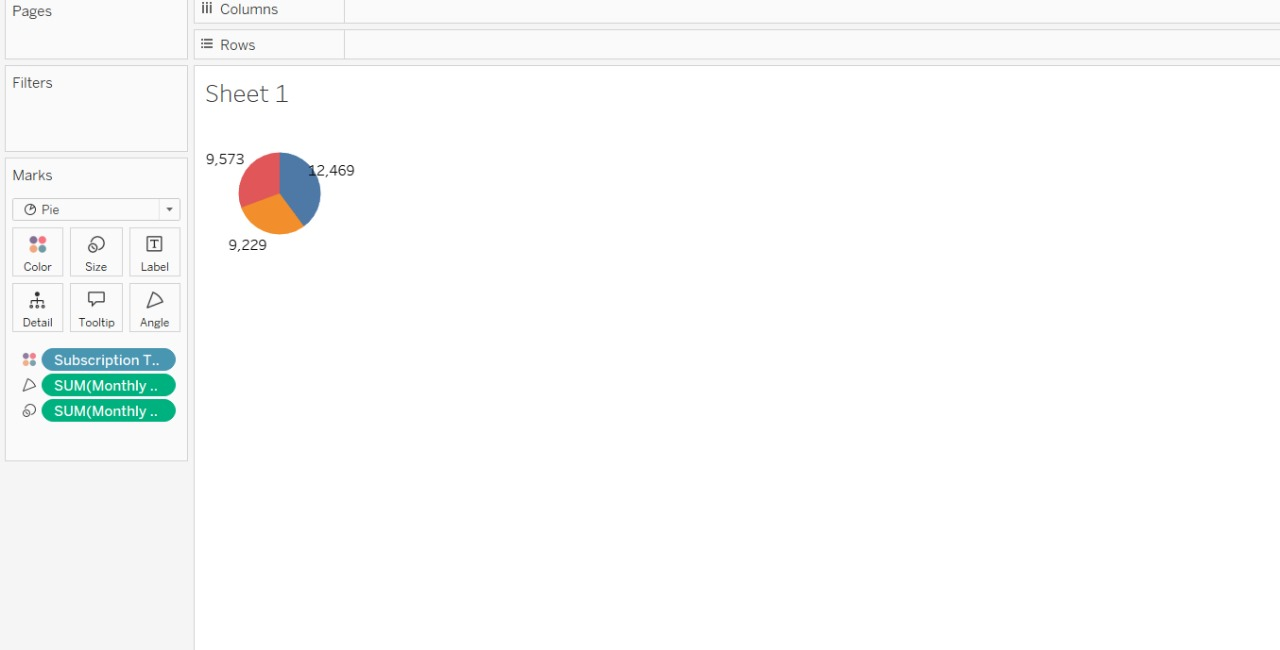 Pages
Columns
Rows
Filters
Sheet 1
9,573
12,469
9,229
Marks
Pie
Color
Size
Label
Detail
Tooltip
Angle
Subscription T..
SUM(Monthly ..
SUM(Monthly ..